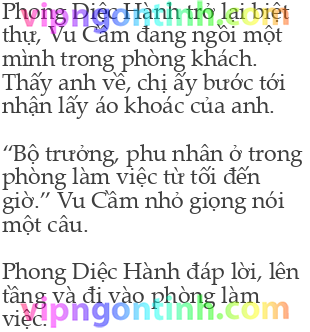 Phong Diệc Hành trở lại biệt
thự, Vu Cầm đang ngồi một
mình trong phòng khách.
Thấy anh về, chị ấy bước tới
nhận lấy áo khoác của anh.
“Bộ trưởng, phu nhân ở trong
phòng làm việc từ tối đến
giờ.” Vu Cầm nhỏ giọng nói
một câu.
Phong Diệc Hành đáp lời, lên
tầng và đi vào phòng làm
việc.
vipngontinh.com
vipngontinh.com